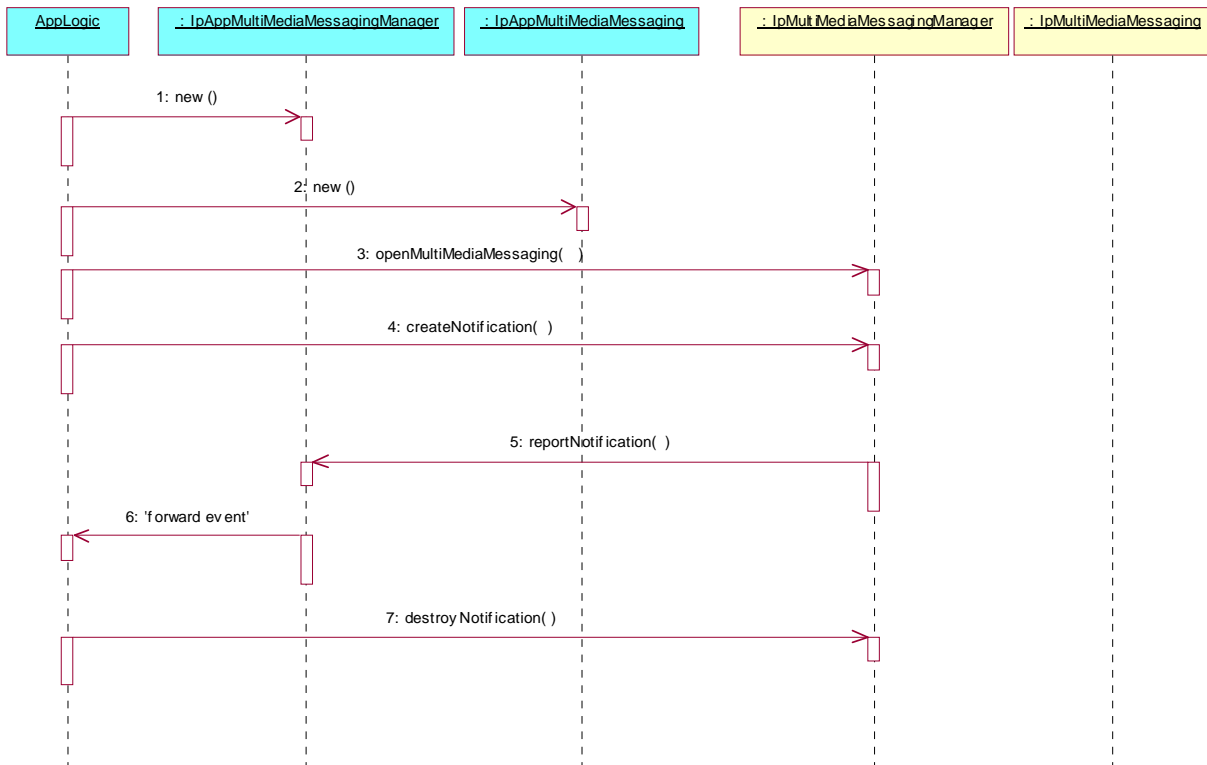 AppLogic
: IpAppMultiMediaMessagingManager
: IpAppMultiMediaMessaging
: IpMultiMediaMessagingManager
: IpMultiMediaMessaging
1: new ()
2: new ()
3: openMultiMediaMessaging( )
4: createNotification( )
5: reportNotification( )
6: 'forward event'
7: destroyNotification( )